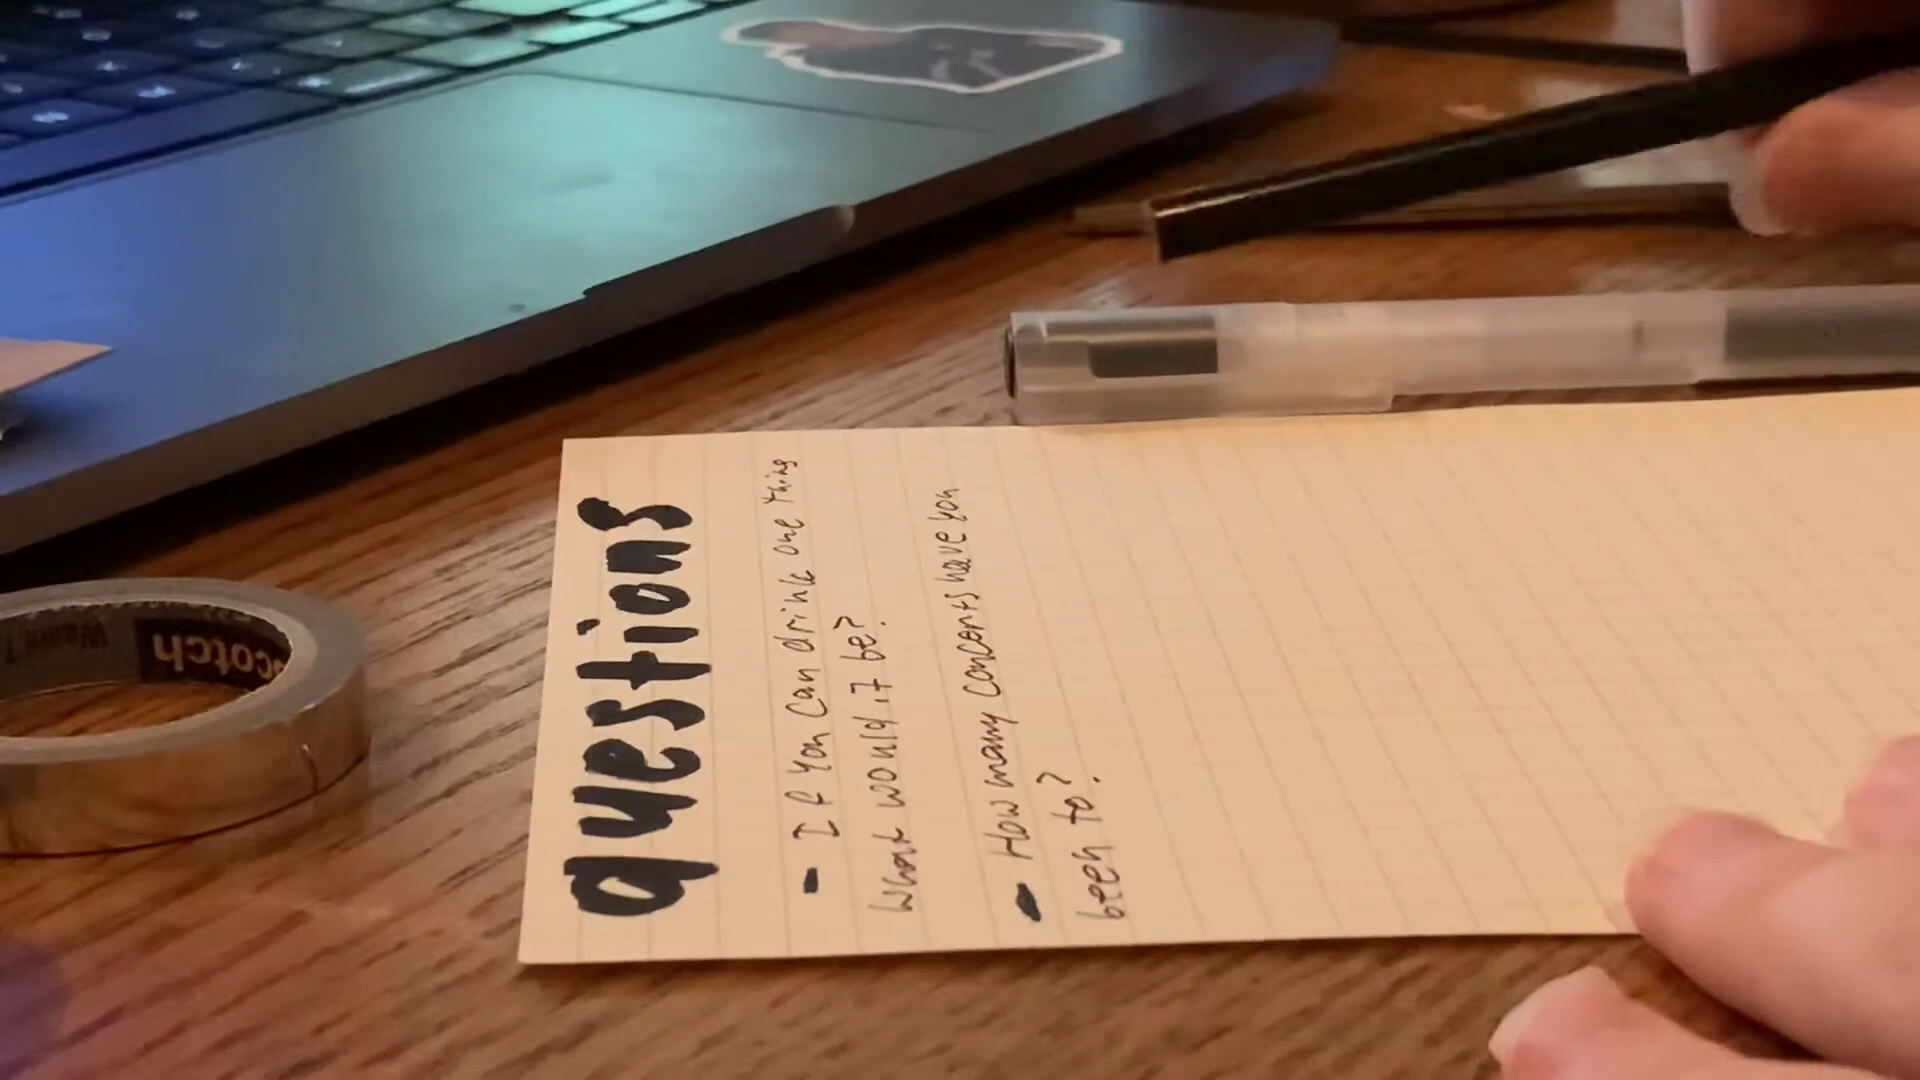 questions
- If you can drink one thing
what would it be?
- How many concerts have you
been to?
Scotch
Washi T